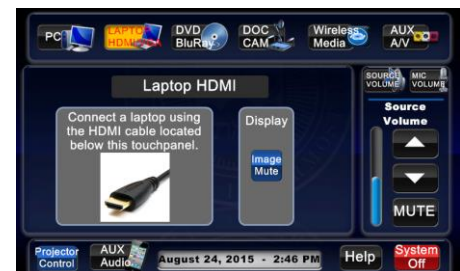 PC
LAPTOP
HDMI
DVD
BluRay
DOC
CAM
Wireless
Media
AUX
A/V
Laptop HDMI
Connect a laptop using
the HDMI cable located
below this touchpanel.
Display
Image
Mute
SOURCE
VOLUME
MIC
VOLUME
Source
Volume
MUTE
Projector
Control
AUX
Audio
August 24, 2015 - 2:46 PM
Help
System
Off